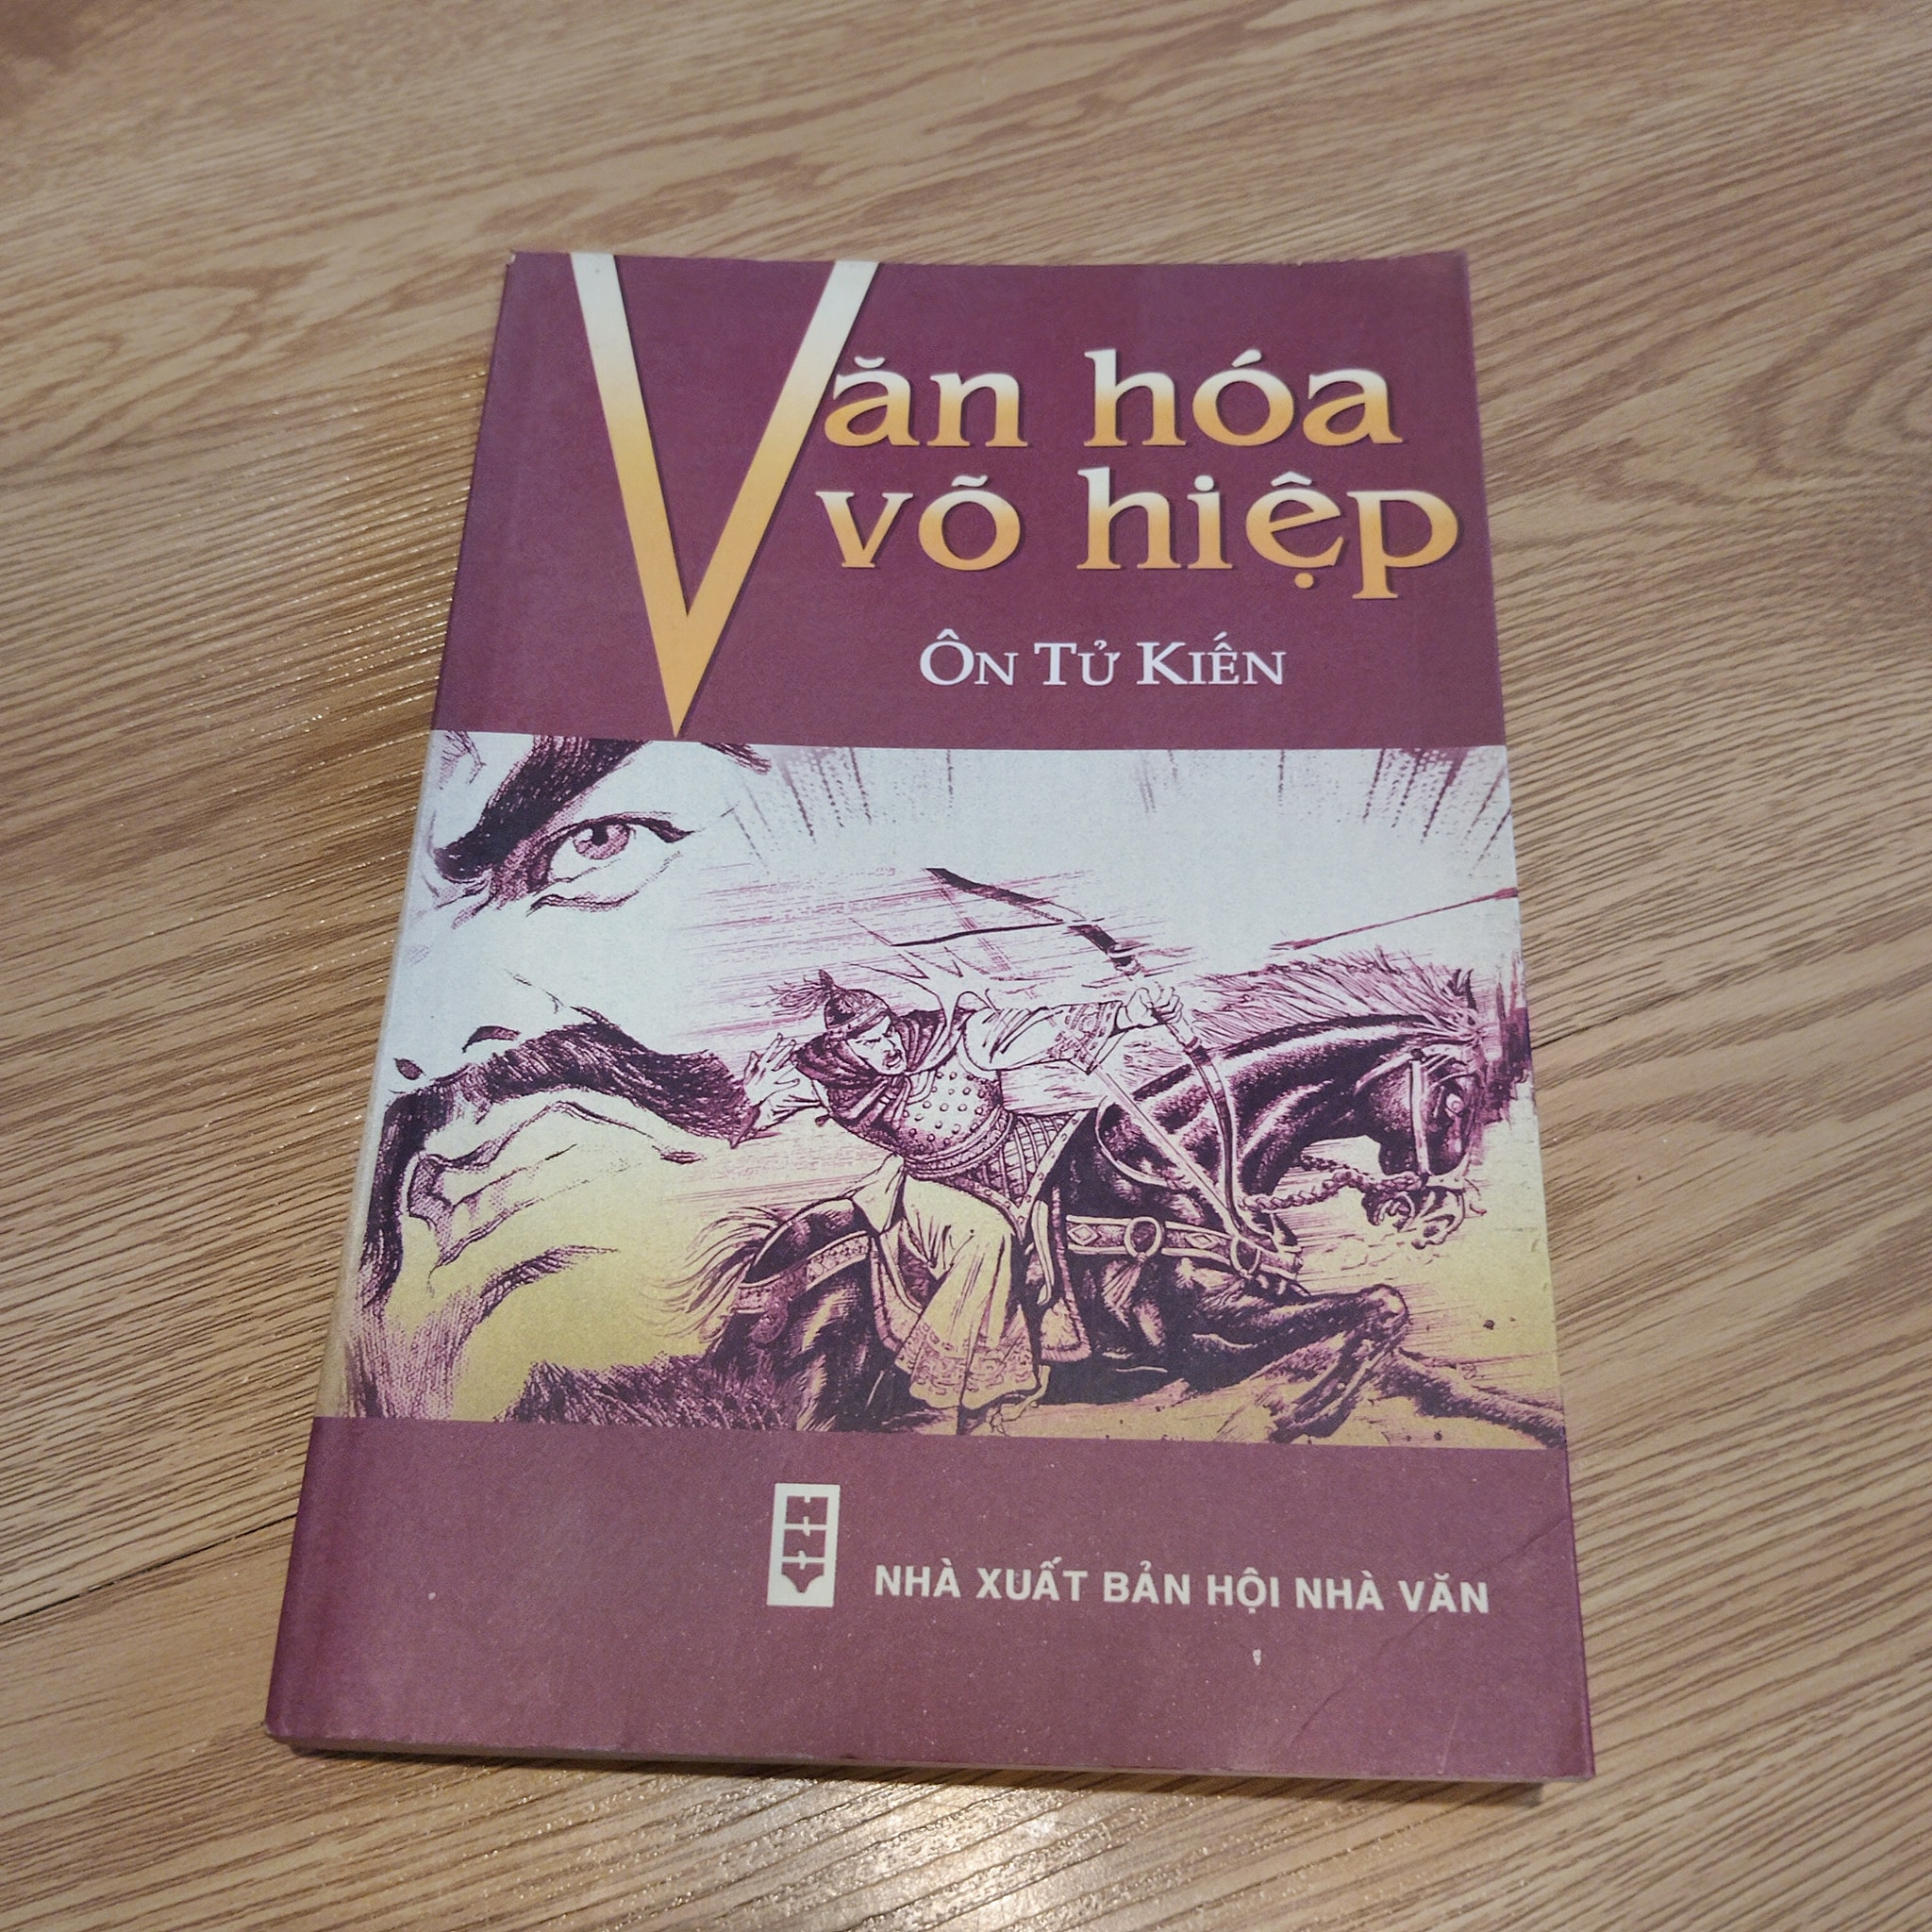 Văn hóa
võ hiệp
ÔN TỬ KIẾN
NHÀ XUẤT BẢN HỘI NHÀ VĂN